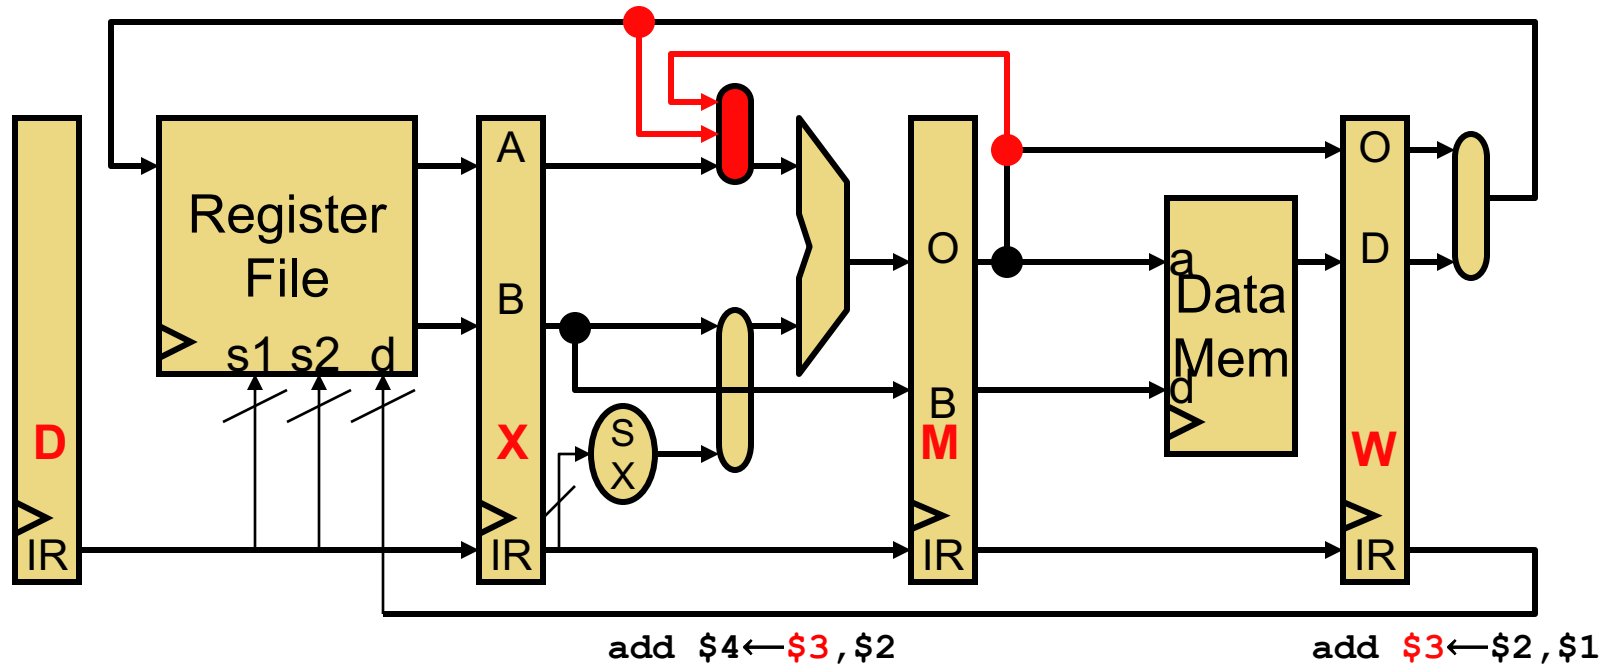 Register
File
s1 s2 d
D
IR
A
B
X
IR
S
X
O
B
M
IR
a
Data
Mem
d
O
D
W
IR
add $4←$3,$2
add $3←$2,$1